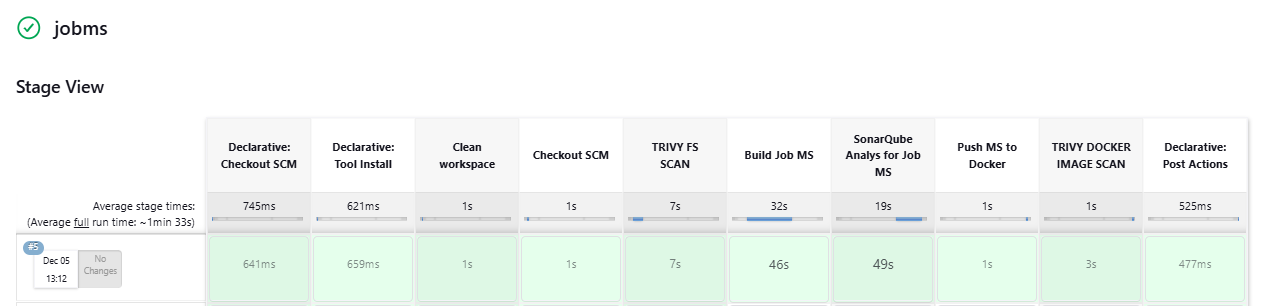 jobms
Stage View
Declarative:
Checkout SCM
Declarative:
Tool Install
Clean
workspace
Checkout SCM
TRIVY FS
SCAN
Build Job MS
SonarQube
Analys for Job
MS
Push MS to
Docker
TRIVY DOCKER
IMAGE SCAN
Declarative:
Post Actions
Average stage times:
(Average full run time: ~1min 33s)
745ms
621ms
1s
1s
7s
32s
19s
1s
1s
525ms
#5
Dec 05
13:12
No
Changes
641ms
659ms
1s
1s
7s
46s
49s
1s
3s
477ms